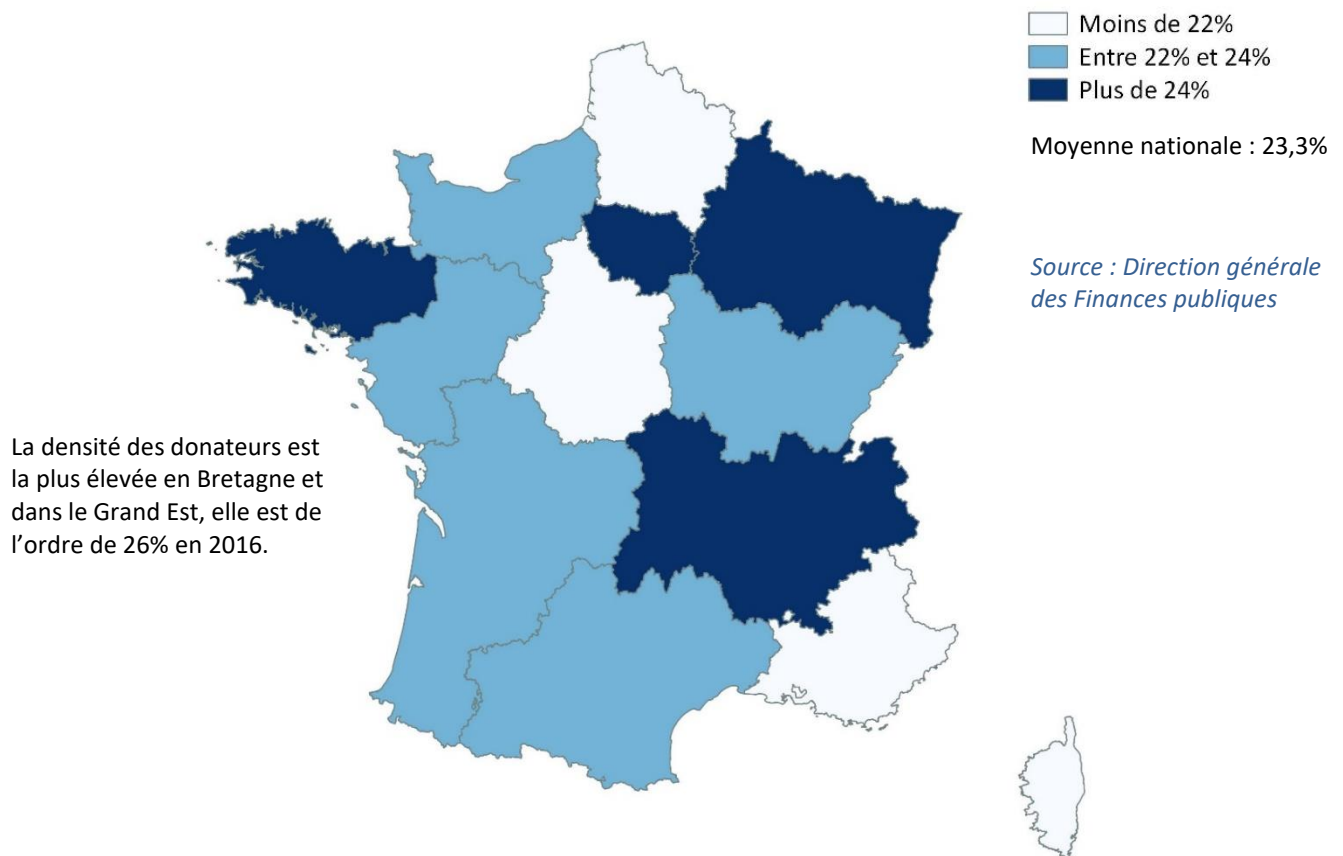 Moins de 22%
Entre 22% et 24%
Plus de 24%
Moyenne nationale : 23,3%
Source : Direction générale
des Finances publiques
La densité des donateurs est
la plus élevée en Bretagne et
dans le Grand Est, elle est de
l’ordre de 26% en 2016.